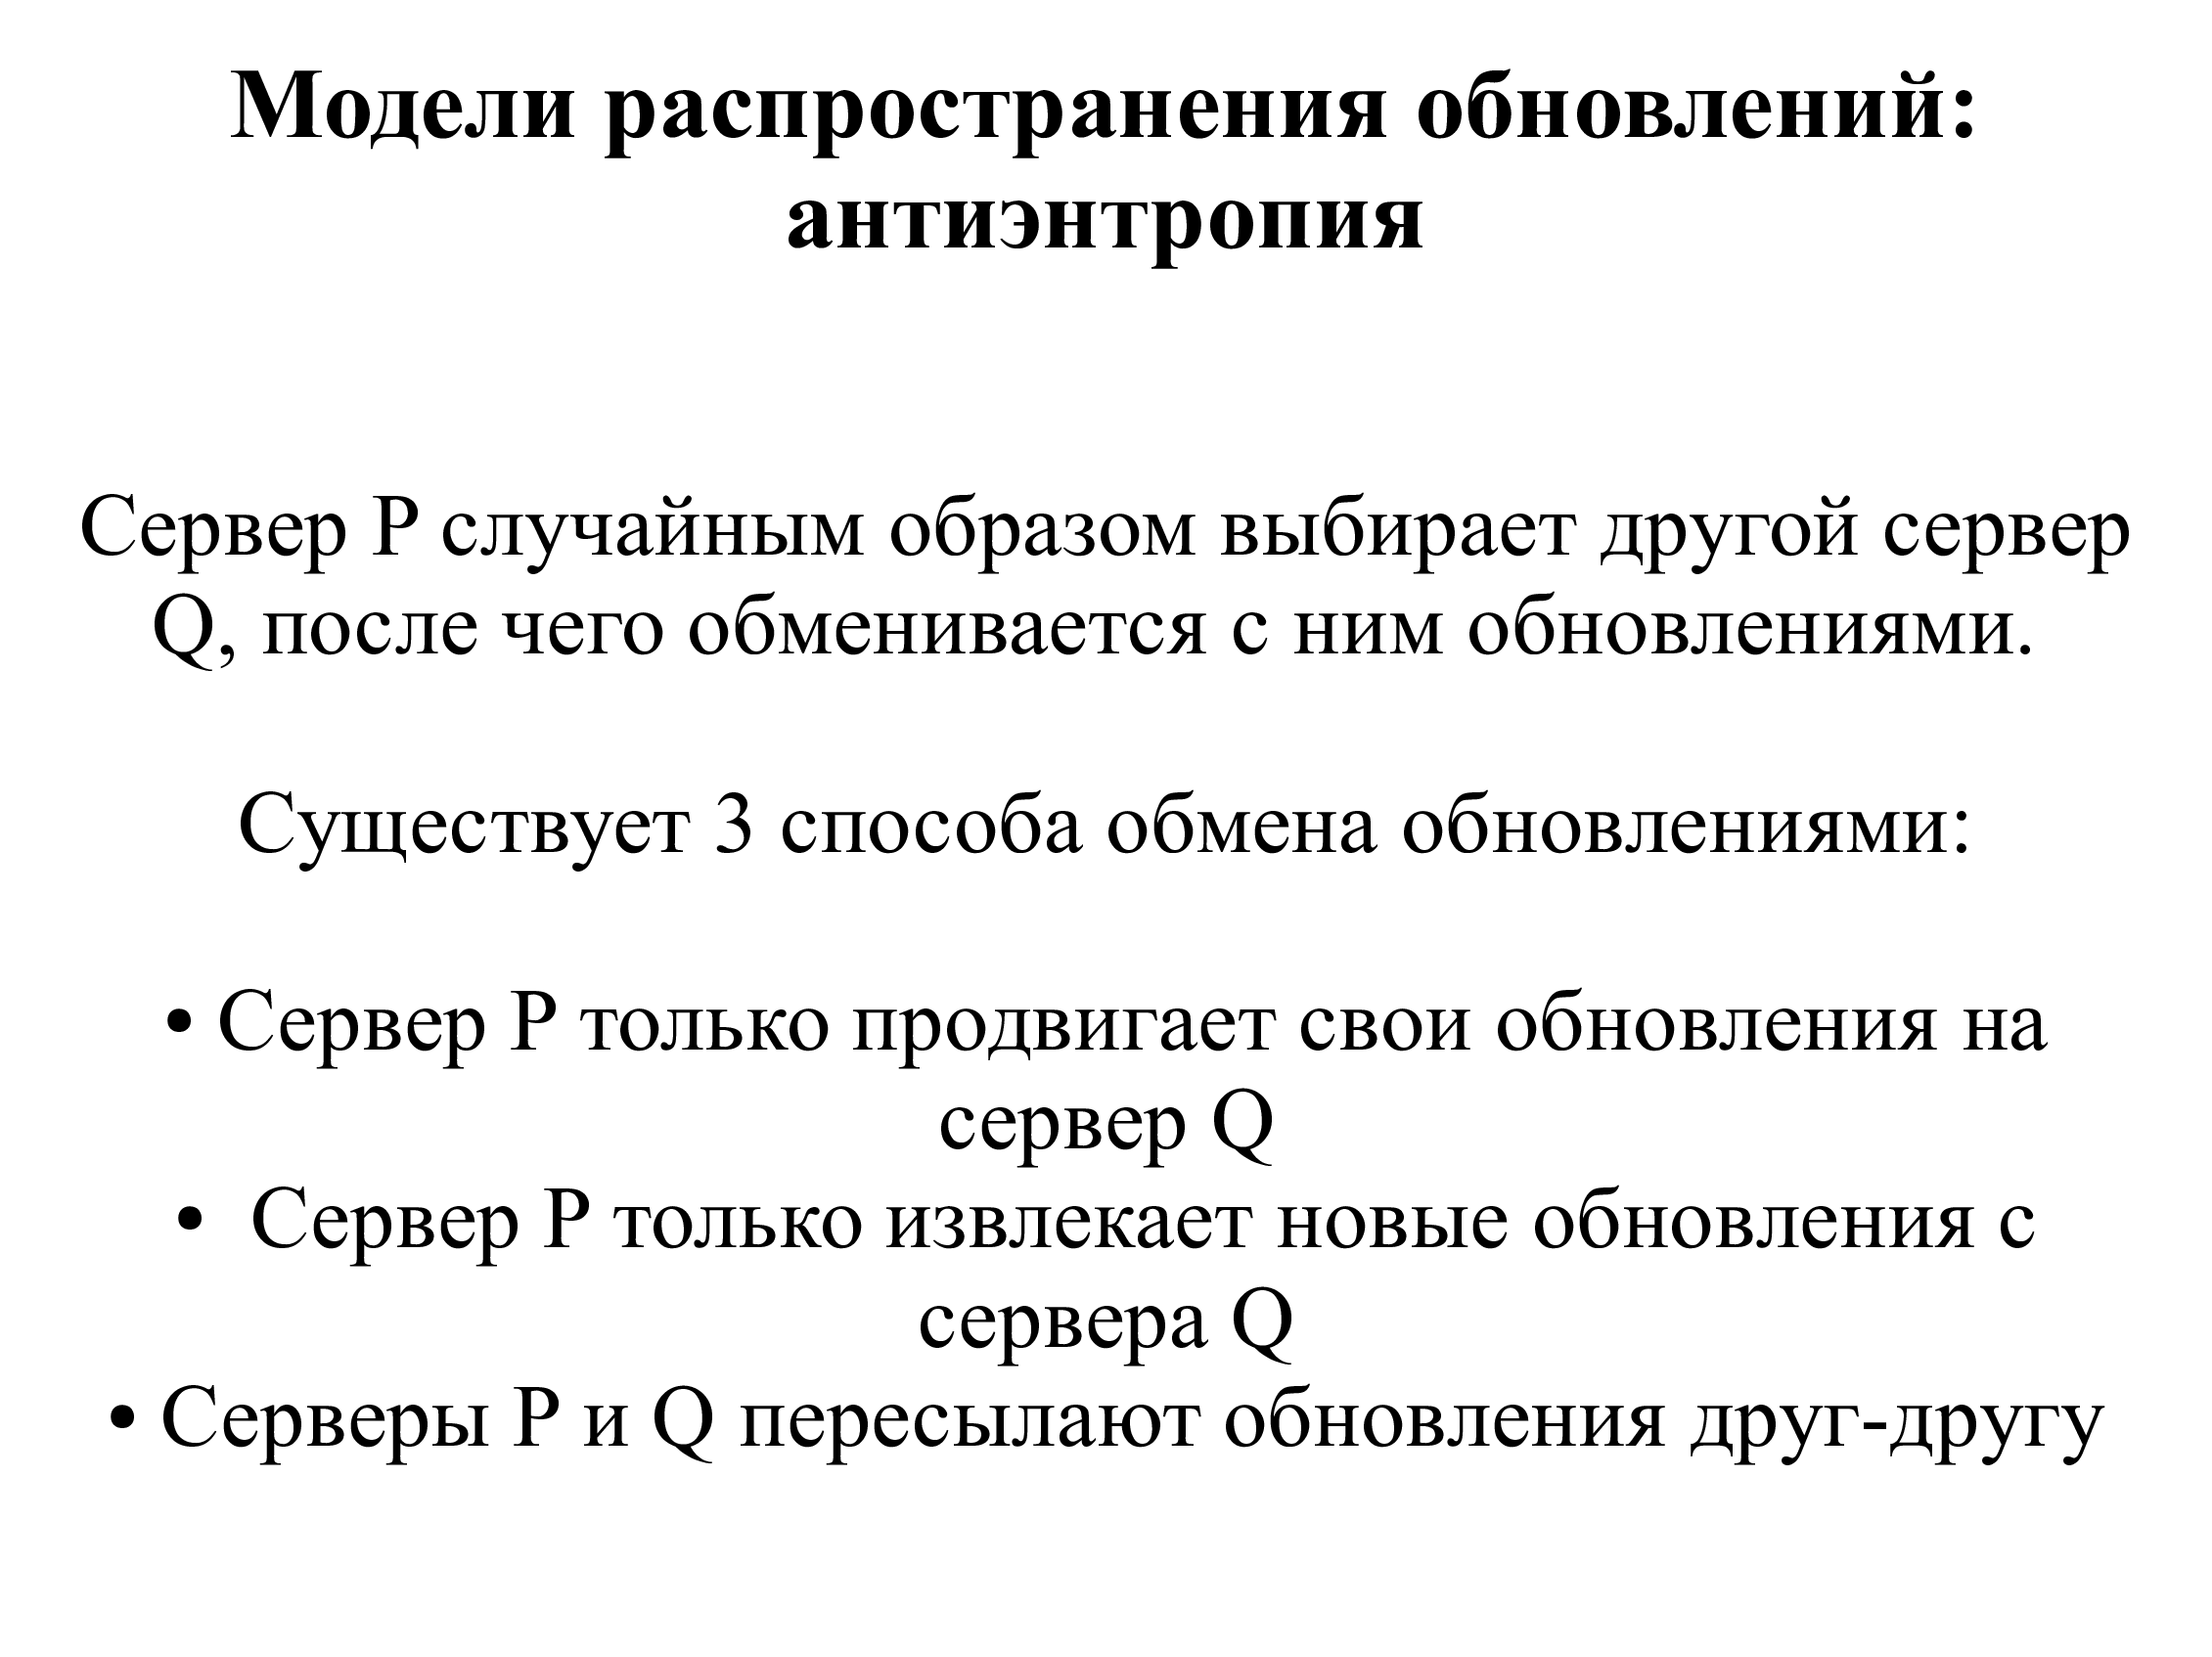 Модели распространения обновлений:
антиэнтропия
Сервер P случайным образом выбирает другой сервер
Q, после чего обменивается с ним обновлениями.
Существует 3 способа обмена обновлениями:
• Сервер P только продвигает свои обновления на
сервер Q
• Сервер P только извлекает новые обновления с
сервера Q
• Серверы P и Q пересылают обновления друг-другу